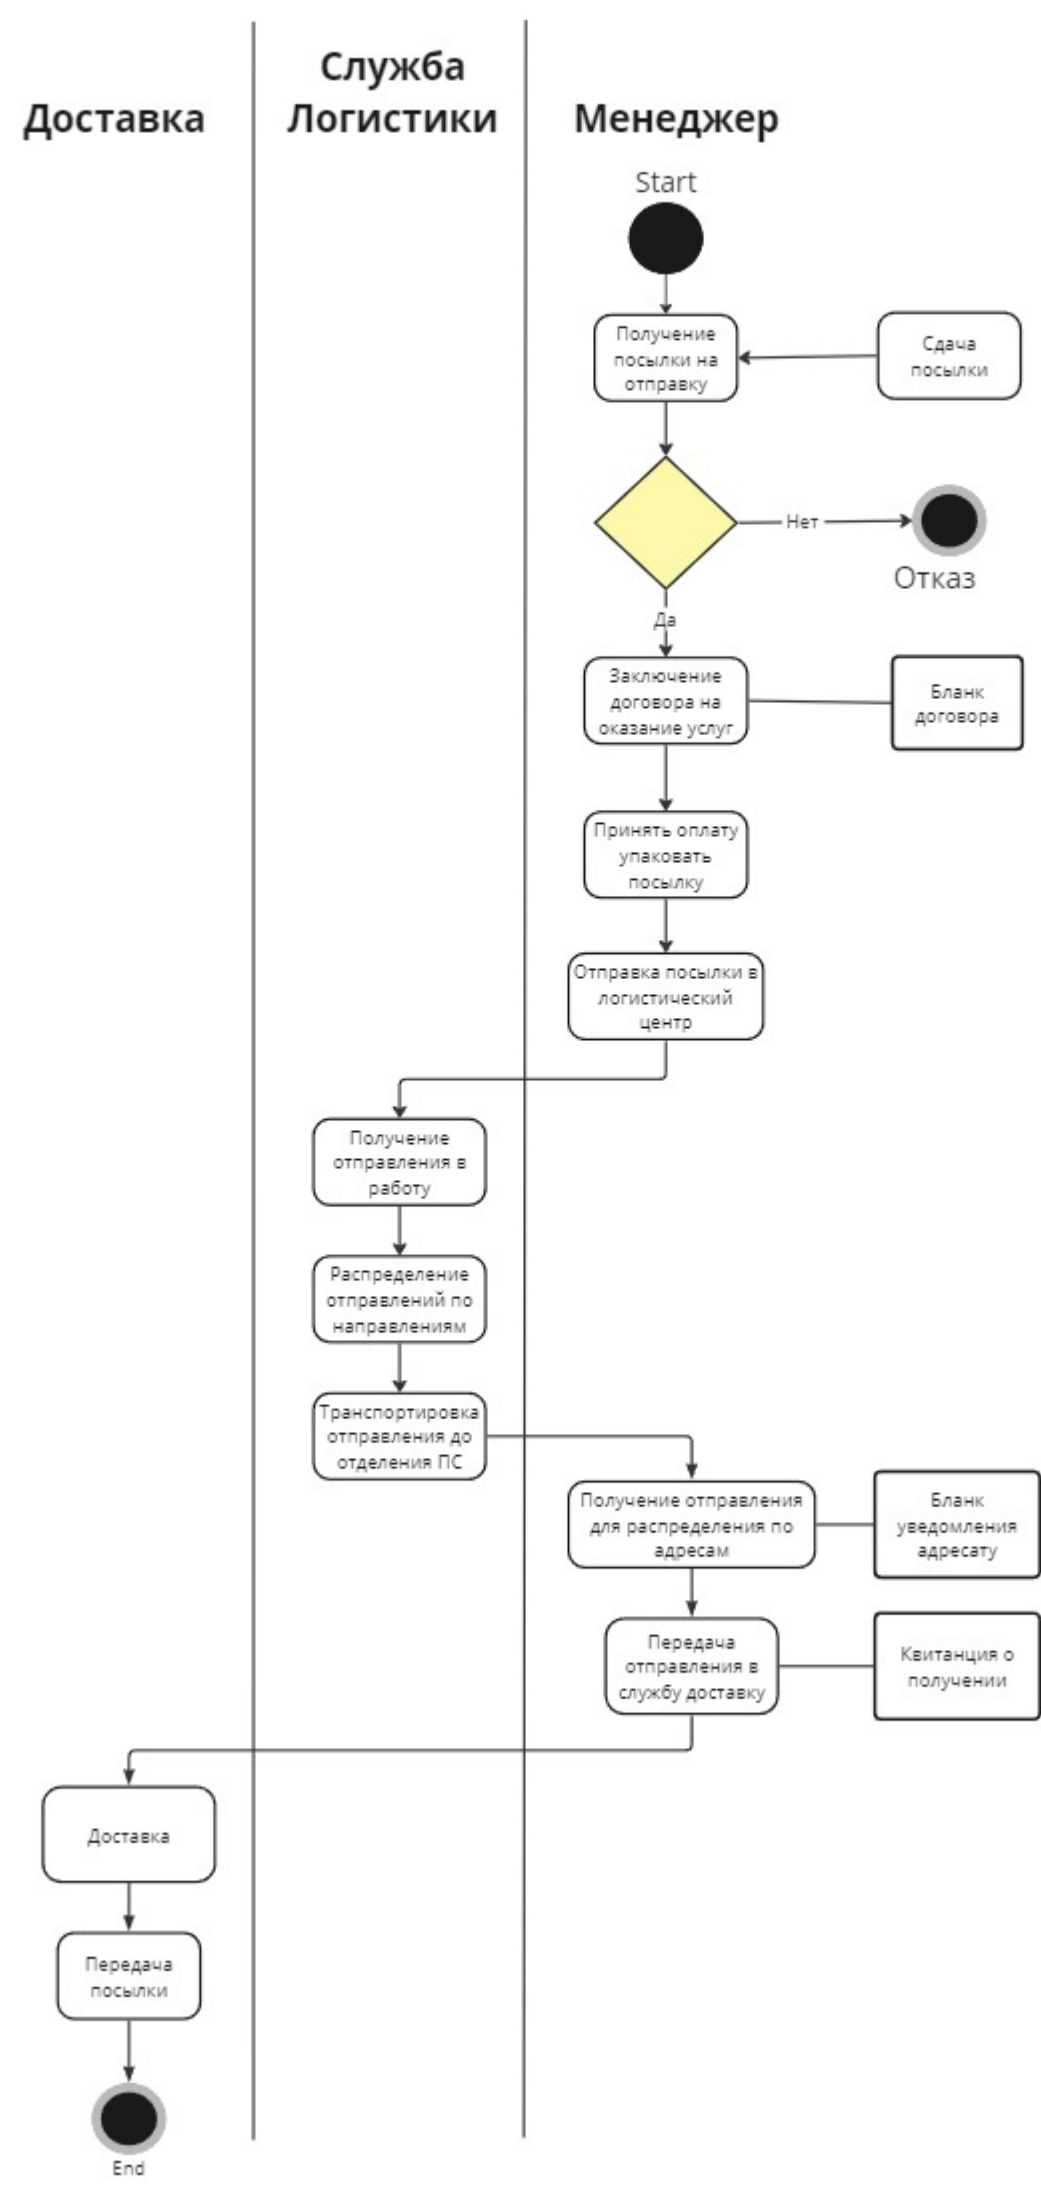 Доставка
Служба
Логистики
Менеджер
Start
Получение
посылки на
отправку
Сдача
посылки
Нет
Отказ
Да
Заключение
договора на
оказание услуг
Бланк
договора
Принять оплату
упаковать
посылку
Отправка посылки в
логистический
центр
Получение
отправления в
работу
Распределение
отправлений по
направлениям
Транспортировка
отправления до
отделения ПС
Получение отправления
для распределения по
адресам
Бланк
уведомления
адресату
Передача
отправления в
службу доставку
Квитанция о
получении
Доставка
Передача
посылки
End